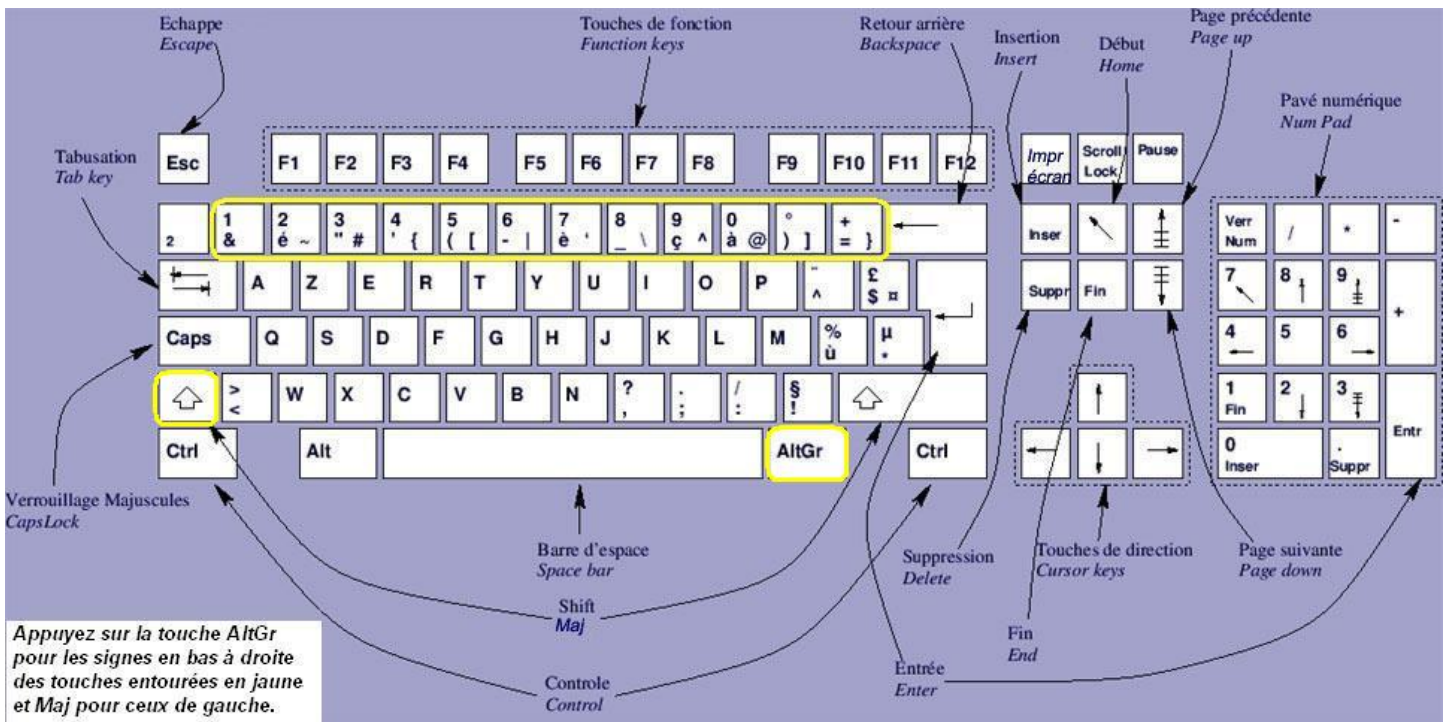 Echappe
Escape
Touches de fonction
Function keys
Retour arrière
Backspace
Insertion
Insert
Début
Home
Page précédente
Page up
Pavé numérique
Num Pad
Tabusation
Tab key
Esc F1 F2 F3 F4 F5 F6 F7 F8 F9 F10 F11 F12 Impr écran Scroll Lock Pause
2 1 & 2 é ~ 3 " # 4 ' { 5 ( [ 6 - | 7 è ` 8 _ \ 9 ç ^ 0 à @ ° ) ] + = } Inser Verr Num / * -
A Z E R T Y U I O P ¨ ^ £ $ ¤ Suppr Fin 7 8 9 +
Caps Q S D F G H J K L M % ù µ * 4 5 6
> < W X C V B N ? , . ; / : § ! 1 Fin 2 3 Entr
Ctrl Alt AltGr Ctrl 0 Inser . Suppr
Verrouillage Majuscules
CapsLock
Barre d'espace
Space bar
Suppression
Delete
Touches de direction
Cursor keys
Page suivante
Page down
Shift
Maj
Fin
End
Entrée
Enter
Controle
Control
Appuyez sur la touche AltGr
pour les signes en bas à droite
des touches entourées en jaune
et Maj pour ceux de gauche.